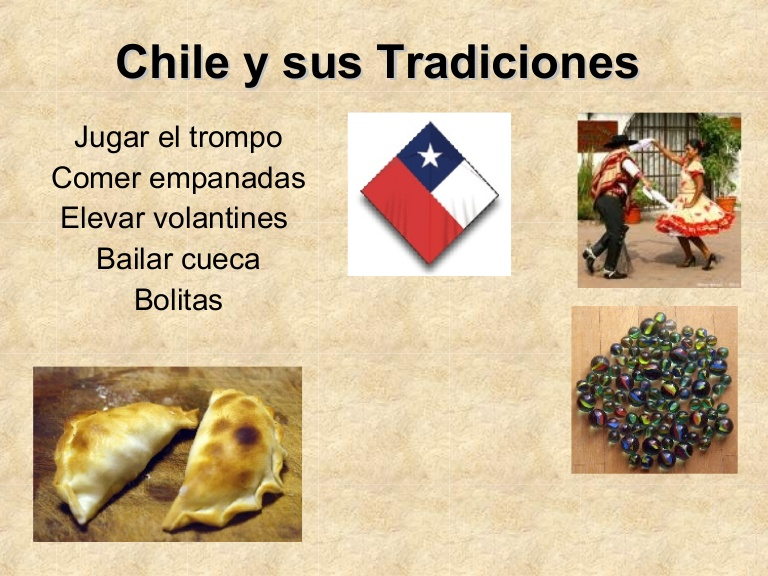 Chile y sus Tradiciones
Jugar el trompo
Comer empanadas
Elevar volantines
Bailar cueca
Bolitas